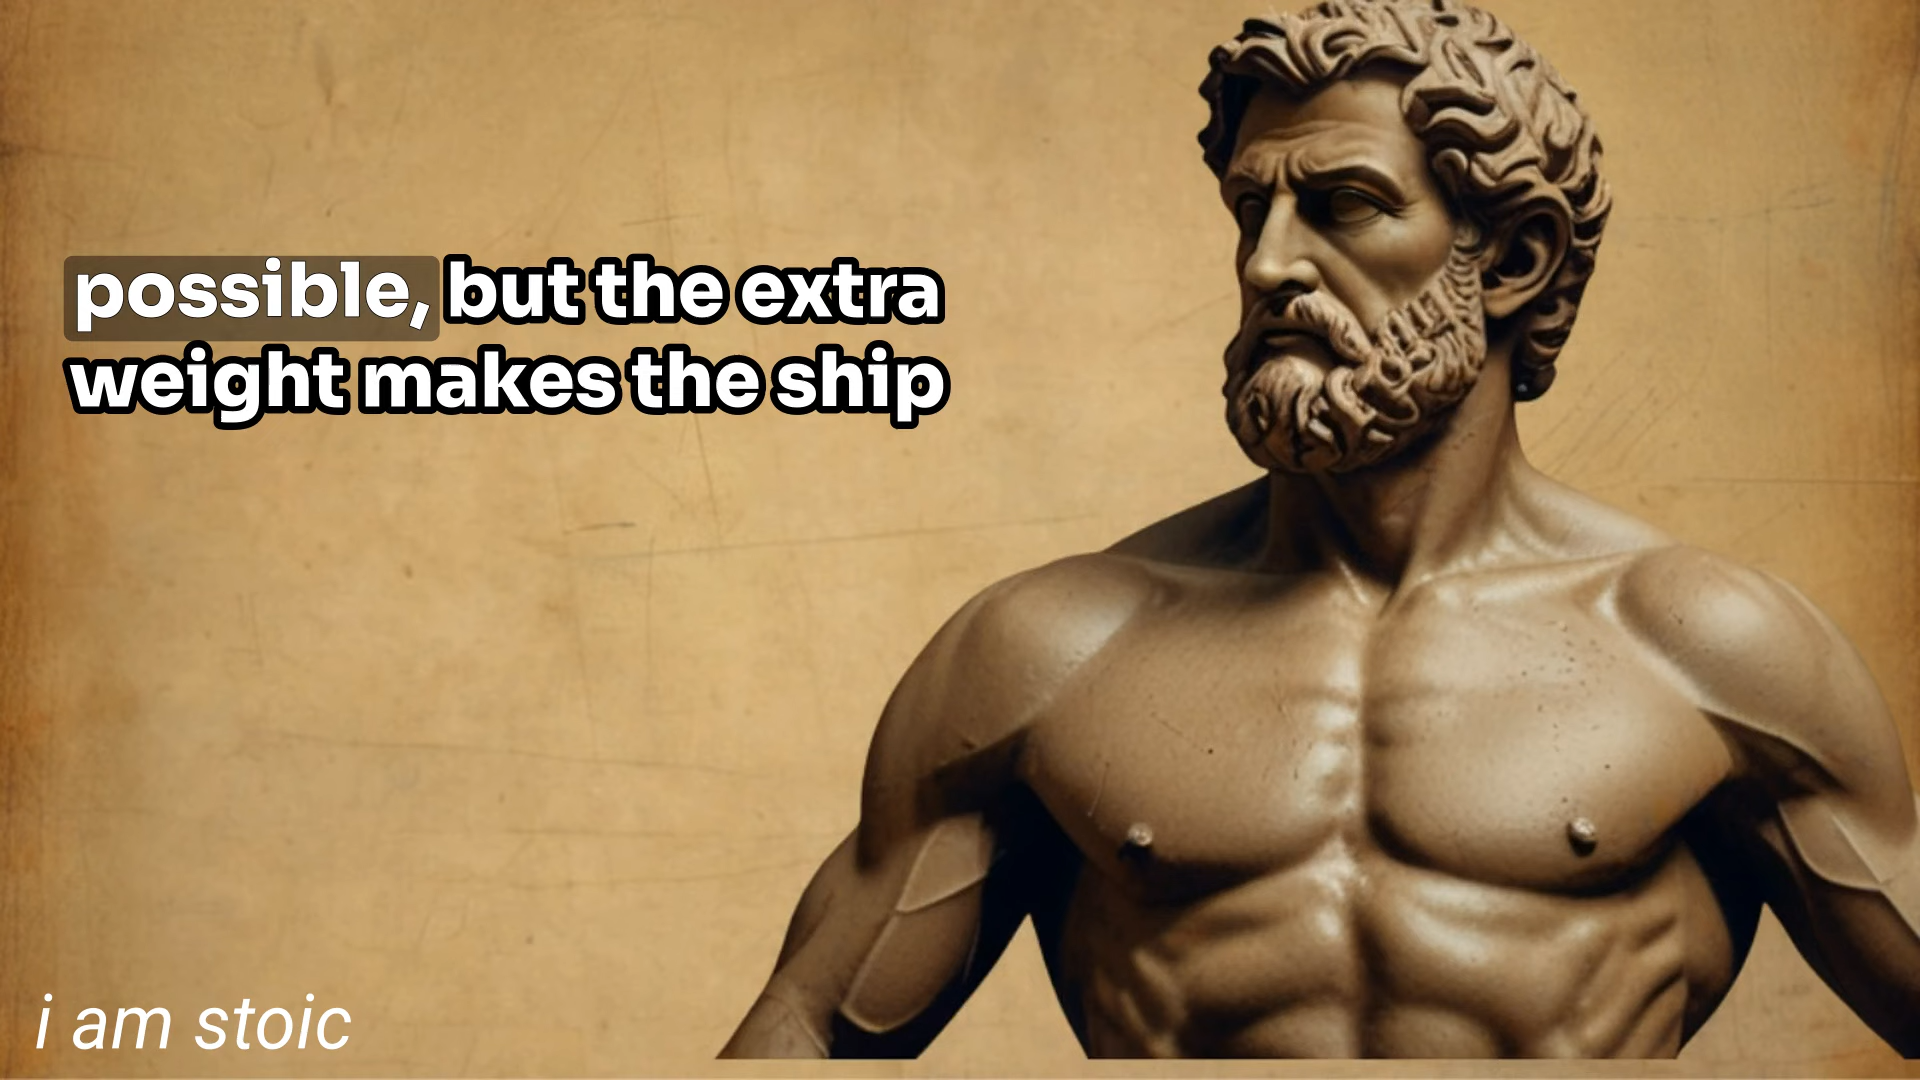 possible, but the extra
weight makes the ship
i am stoic